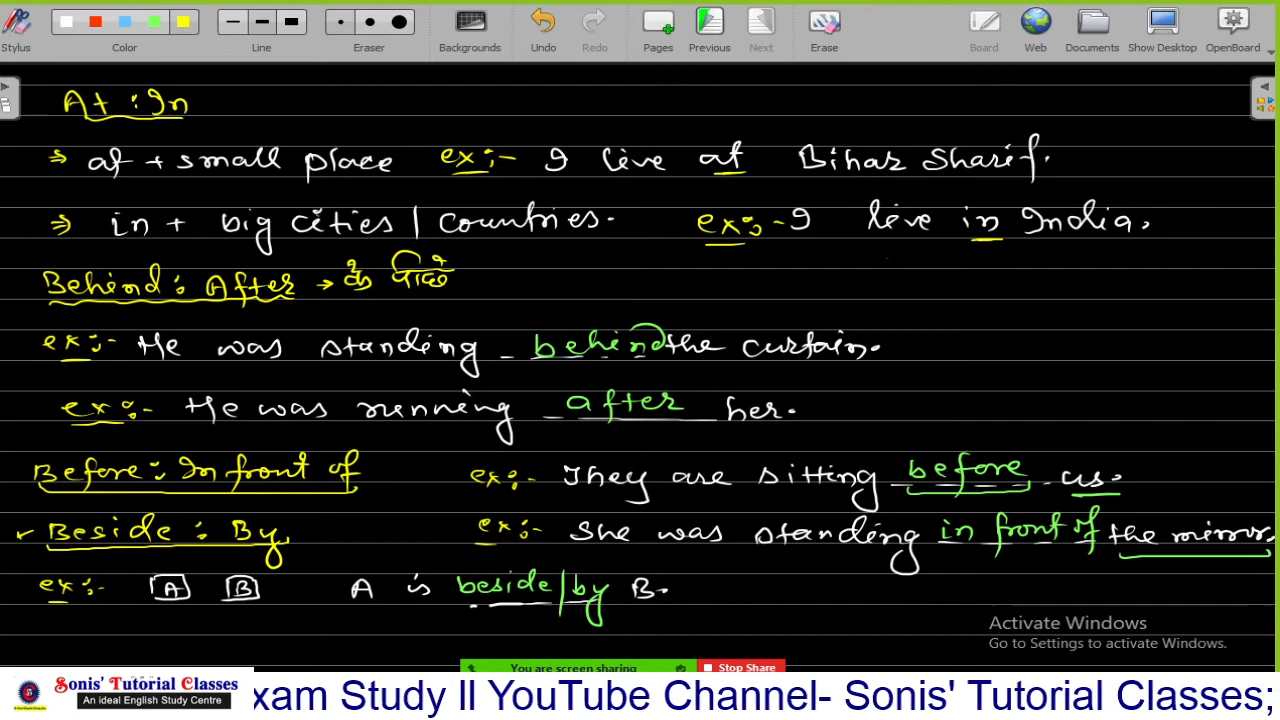 Stylus Color Line Eraser Backgrounds Undo Redo Pages Previous Next Erase Board Web Documents Show Desktop OpenBoard
At : In
⇒ at + small place ex:- I live at Bihar Sharif.
⇒ in + big cities / countries. ex:- I live in India.
Behind : After → के पीछे
ex:- He was standing behind the curtain.
ex:- He was running after her.
Before : In front of ex:- They are sitting before us.
✓ Beside : By ex:- She was standing in front of the mirror.
ex:- A B A is beside/by B.
Activate Windows
Go to Settings to activate Windows.
You are screen sharing Stop Share
Sonis' Tutorial Classes
An ideal English Study Centre
Exam Study II YouTube Channel- Sonis' Tutorial Classes;